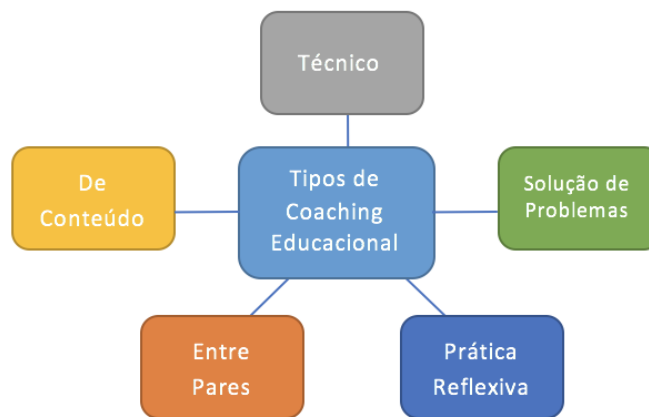 Técnico
De
Conteúdo
Tipos de
Coaching
Educacional
Solução de
Problemas
Entre
Pares
Prática
Reflexiva